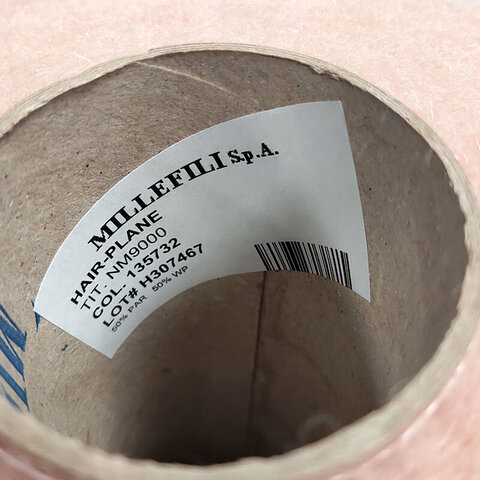 MILLEFILI S.p.A.
HAIR-PLANE
TIT: NM9000
COL. 135732
LOT# H307467
50% PAR 50% WP